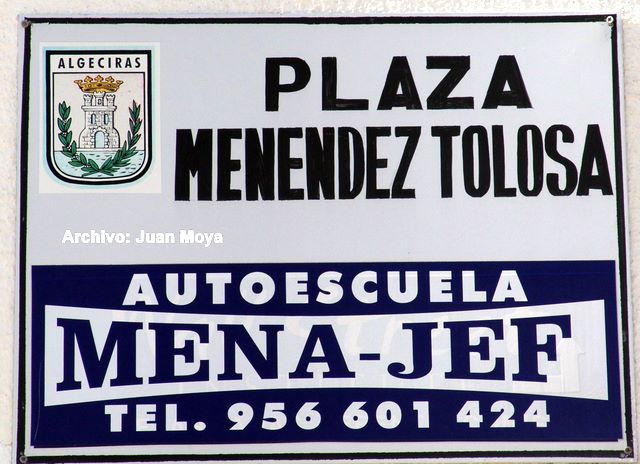 ALGECIRAS
PLAZA
MENENDEZ TOLOSA
Archivo: Juan Moya
AUTOESCUELA
MENA-JEF
TEL. 956 601 424